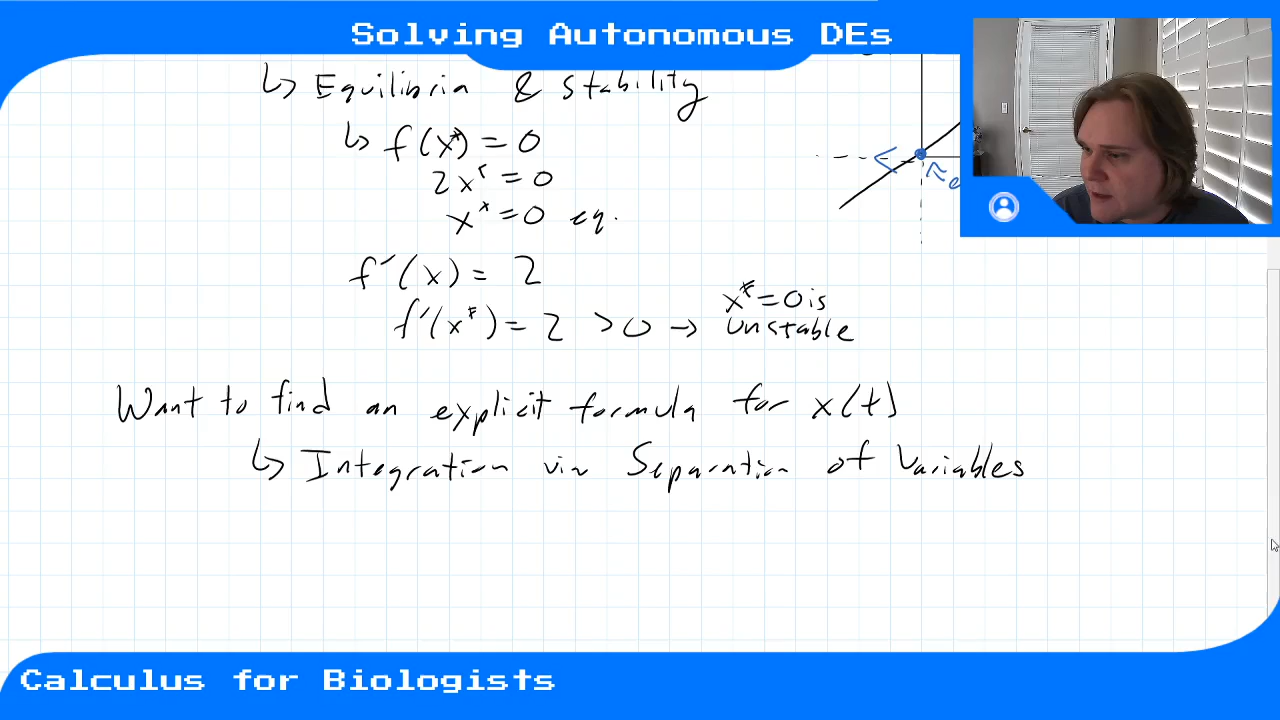 Solving Autonomous DEs
↳ Equilibria & stability
↳ f(x*) = 0
2x* = 0
x* = 0 eq.
f'(x) = 2
f'(x*) = 2 > 0 → x* = 0 is
unstable
Want to find an explicit formula for x(t)
↳ Integration via Separation of Variables
Calculus for Biologists